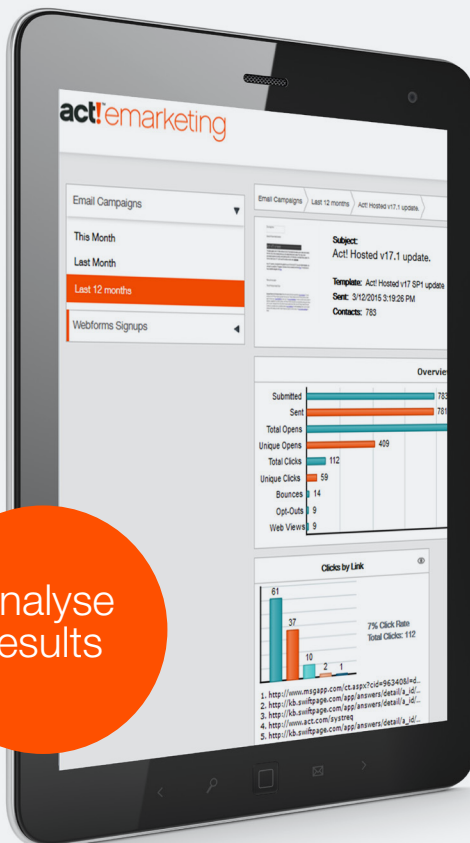 act! emarketing
Email Campaigns
This Month
Last Month
Last 12 months
Webforms Signups
Email Campaigns Last 12 months Act! Hosted v17.1 update.
Subject:
Act! Hosted v17.1 update.
Template: Act! Hosted v17 SP1 update
Sent: 3/12/2015 3:19:26 PM
Contacts: 783
Overvie
Submitted 783
Sent 781
Total Opens
Unique Opens 409
Total Clicks 112
Unique Clicks 59
Bounces 14
Opt-Outs 9
Web Views 9
Clicks by Link
61
37
10
2
1
7% Click Rate
Total Clicks: 112
1. http://www.msgapp.com/ct.aspx?cid=96340&l=d...
2. http://kb.swiftpage.com/app/answers/detail/a_id/...
3. http://kb.swiftpage.com/app/answers/detail/a_id/...
4. http://www.act.com/systreq
5. http://kb.swiftpage.com/app/answers/detail/a_id/...
nalyse
esults